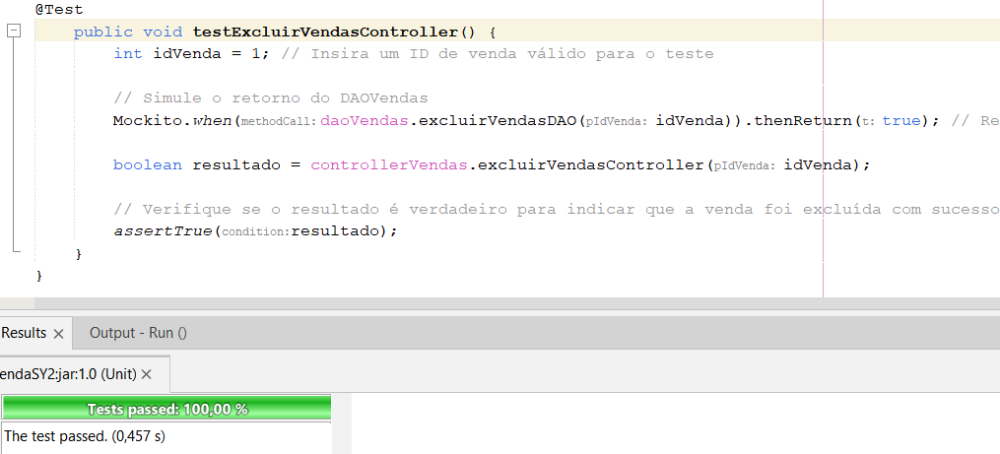 @Test
public void testExcluirVendasController() {
int idVenda = 1; // Insira um ID de venda válido para o teste
// Simule o retorno do DAOVendas
Mockito.when(methodCall: daoVendas.excluirVendasDAO(pIdVenda: idVenda)).thenReturn(t: true); // Re
boolean resultado = controllerVendas.excluirVendasController(pIdVenda: idVenda);
// Verifique se o resultado é verdadeiro para indicar que a venda foi excluída com sucesso
assertTrue(condition:resultado);
}
}
Results Output - Run ()
endaSY2:jar:1.0 (Unit)
Tests passed: 100,00 %
The test passed. (0,457 s)